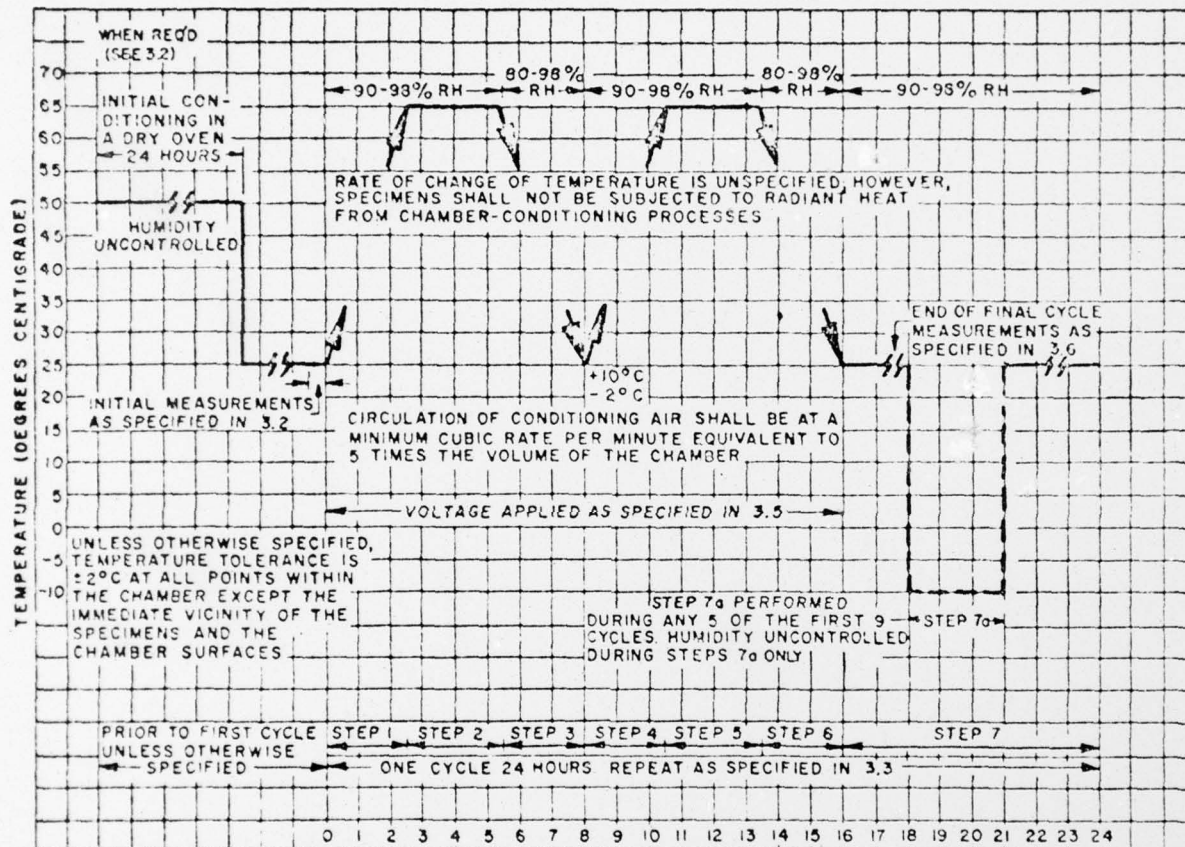 WHEN REQ'D
(SEE 3.2)
70
65
60
55
50
45
40
35
30
25
20
15
10
5
0
-5
-10
TEMPERATURE (DEGREES CENTIGRADE)
INITIAL CON-
DITIONING IN
A DRY OVEN
24 HOURS
HUMIDITY
UNCONTROLLED
90-98% RH
80-98%
RH
90-98% RH
80-98%
RH
90-98% RH
RATE OF CHANGE OF TEMPERATURE IS UNSPECIFIED, HOWEVER,
SPECIMENS SHALL NOT BE SUBJECTED TO RADIANT HEAT
FROM CHAMBER-CONDITIONING PROCESSES
END OF FINAL CYCLE
MEASUREMENTS AS
SPECIFIED IN 3.6
+10°C
-2°C
INITIAL MEASUREMENTS
AS SPECIFIED IN 3.2
CIRCULATION OF CONDITIONING AIR SHALL BE AT A
MINIMUM CUBIC RATE PER MINUTE EQUIVALENT TO
5 TIMES THE VOLUME OF THE CHAMBER
VOLTAGE APPLIED AS SPECIFIED IN 3.5
UNLESS OTHERWISE SPECIFIED,
TEMPERATURE TOLERANCE IS
±2°C AT ALL POINTS WITHIN
THE CHAMBER EXCEPT THE
IMMEDIATE VICINITY OF THE
SPECIMENS AND THE
CHAMBER SURFACES
STEP 7a PERFORMED
DURING ANY 5 OF THE FIRST 9
CYCLES. HUMIDITY UNCONTROLLED
DURING STEPS 7a ONLY
STEP 7a
PRIOR TO FIRST CYCLE
UNLESS OTHERWISE
SPECIFIED
STEP 1 STEP 2 STEP 3 STEP 4 STEP 5 STEP 6 STEP 7
ONE CYCLE 24 HOURS. REPEAT AS SPECIFIED IN 3.3
0 1 2 3 4 5 6 7 8 9 10 11 12 13 14 15 16 17 18 19 20 21 22 23 24